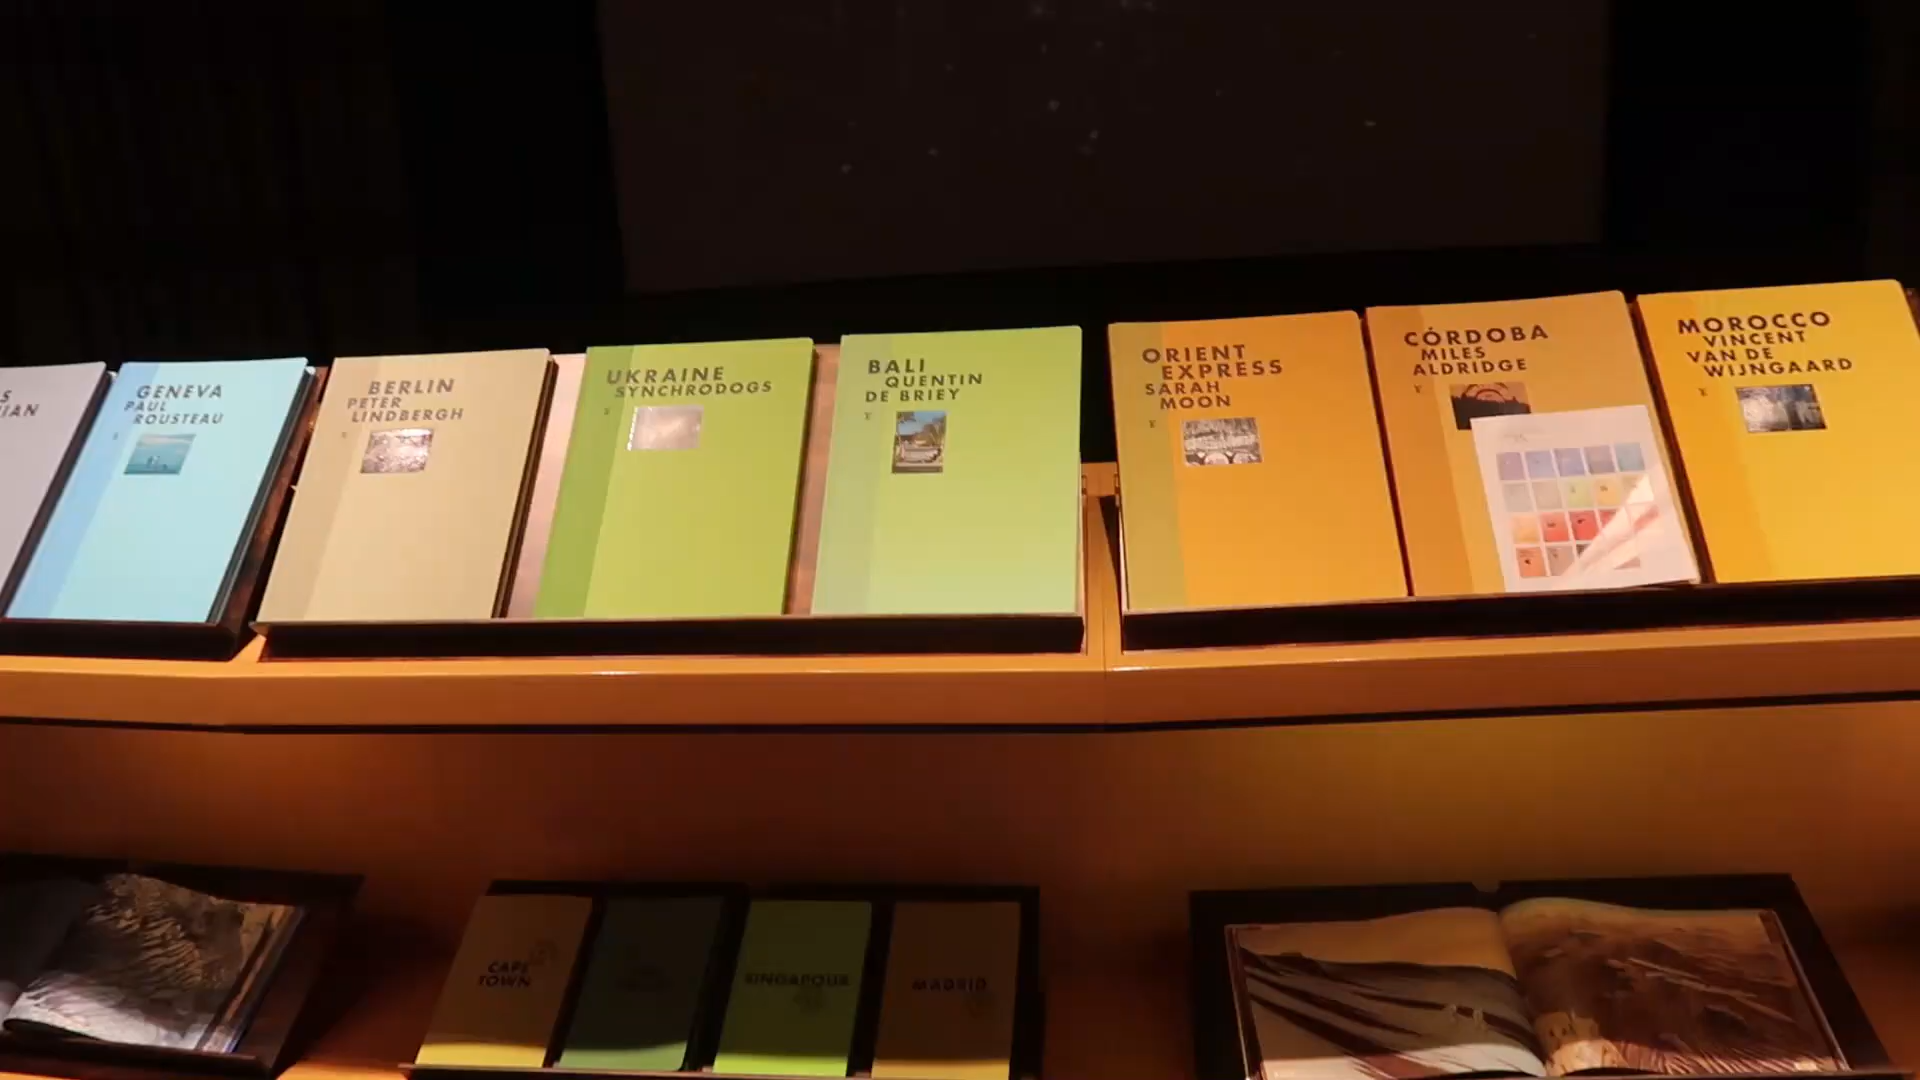 S
IAN
GENEVA
PAUL
ROUSTEAU
BERLIN
PETER
LINDBERGH
UKRAINE
SYNCHRODOGS
BALI
QUENTIN
DE BRIEY
ORIENT
EXPRESS
SARAH
MOON
CÓRDOBA
MILES
ALDRIDGE
MOROCCO
VINCENT
VAN DE
WIJNGAARD
CAPE
TOWN
SINGAPOUR
MADRID